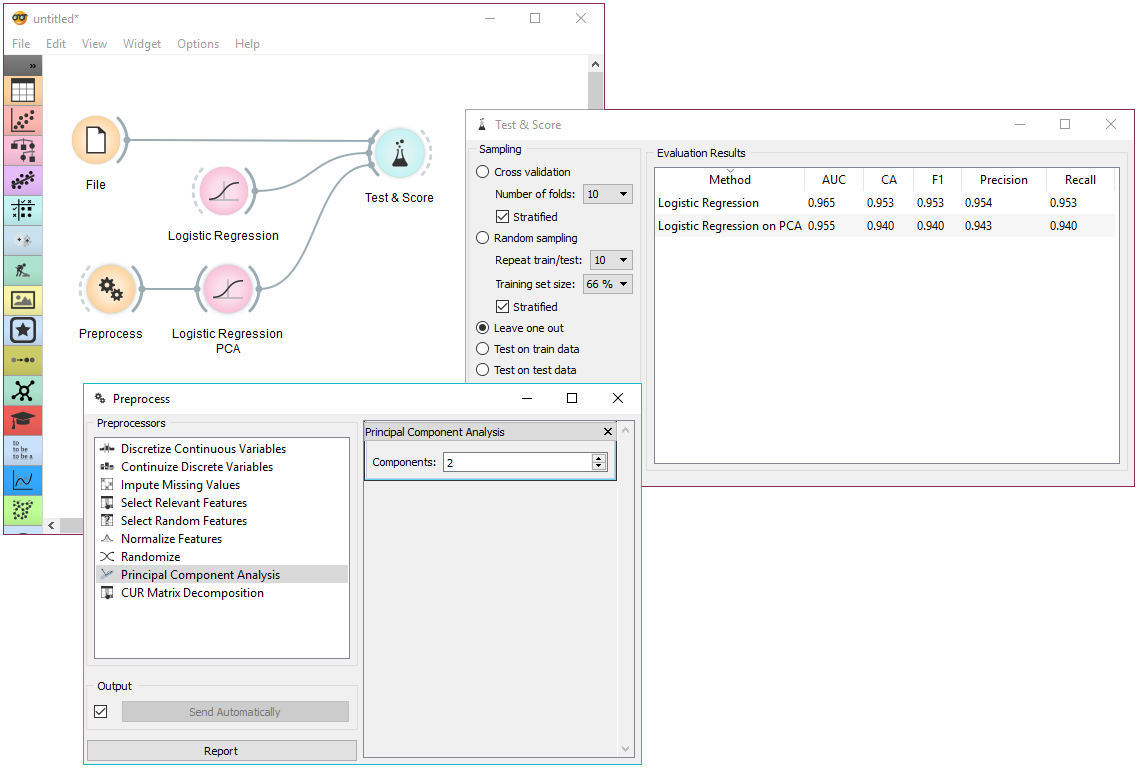 untitled*
File Edit View Widget Options Help
»
File
Test & Score
Logistic Regression
Preprocess
Logistic Regression
PCA
to
to be
to be a
Test & Score
Sampling
Cross validation
Number of folds: 10
Stratified
Random sampling
Repeat train/test: 10
Training set size: 66 %
Stratified
Leave one out
Test on train data
Test on test data
Evaluation Results
Method AUC CA F1 Precision Recall
Logistic Regression 0.965 0.953 0.953 0.954 0.953
Logistic Regression on PCA 0.955 0.940 0.940 0.943 0.940
Preprocess
Preprocessors
Discretize Continuous Variables
Continuize Discrete Variables
Impute Missing Values
Select Relevant Features
Select Random Features
Normalize Features
Randomize
Principal Component Analysis
CUR Matrix Decomposition
Output
Send Automatically
Report
Principal Component Analysis
Components: 2